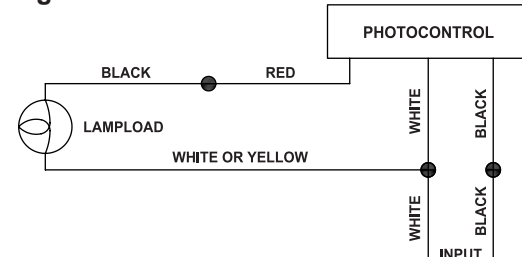 PHOTOCONTROL
BLACK
RED
LAMPLOAD
WHITE OR YELLOW
WHITE
BLACK
WHITE
BLACK
INPUT